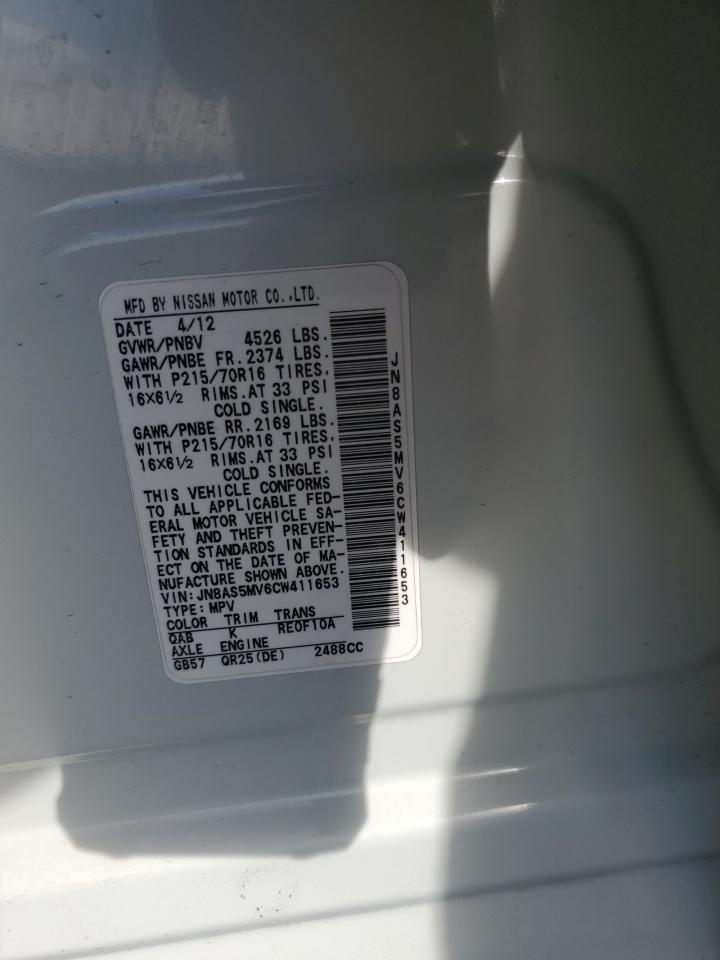 MFD BY NISSAN MOTOR CO.,LTD.
DATE 4/12
GVWR/PNBV 4526 LBS.
GAWR/PNBE FR. 2374 LBS.
WITH P215/70R16 TIRES,
16X6½ RIMS.AT 33 PSI
COLD SINGLE.
GAWR/PNBE RR. 2169 LBS.
WITH P215/70R16 TIRES,
16X6½ RIMS.AT 33 PSI
COLD SINGLE.
THIS VEHICLE CONFORMS
TO ALL APPLICABLE FED-
ERAL MOTOR VEHICLE SA-
FETY AND THEFT PREVEN-
TION STANDARDS IN EFF-
ECT ON THE DATE OF MA-
NUFACTURE SHOWN ABOVE.
VIN:JN8AS5MV6CW411653
TYPE:MPV
COLOR TRIM TRANS
QAB K RE0F10A
AXLE ENGINE
GB57 QR25(DE) 2488CC
JN8AS5MV6CW411653